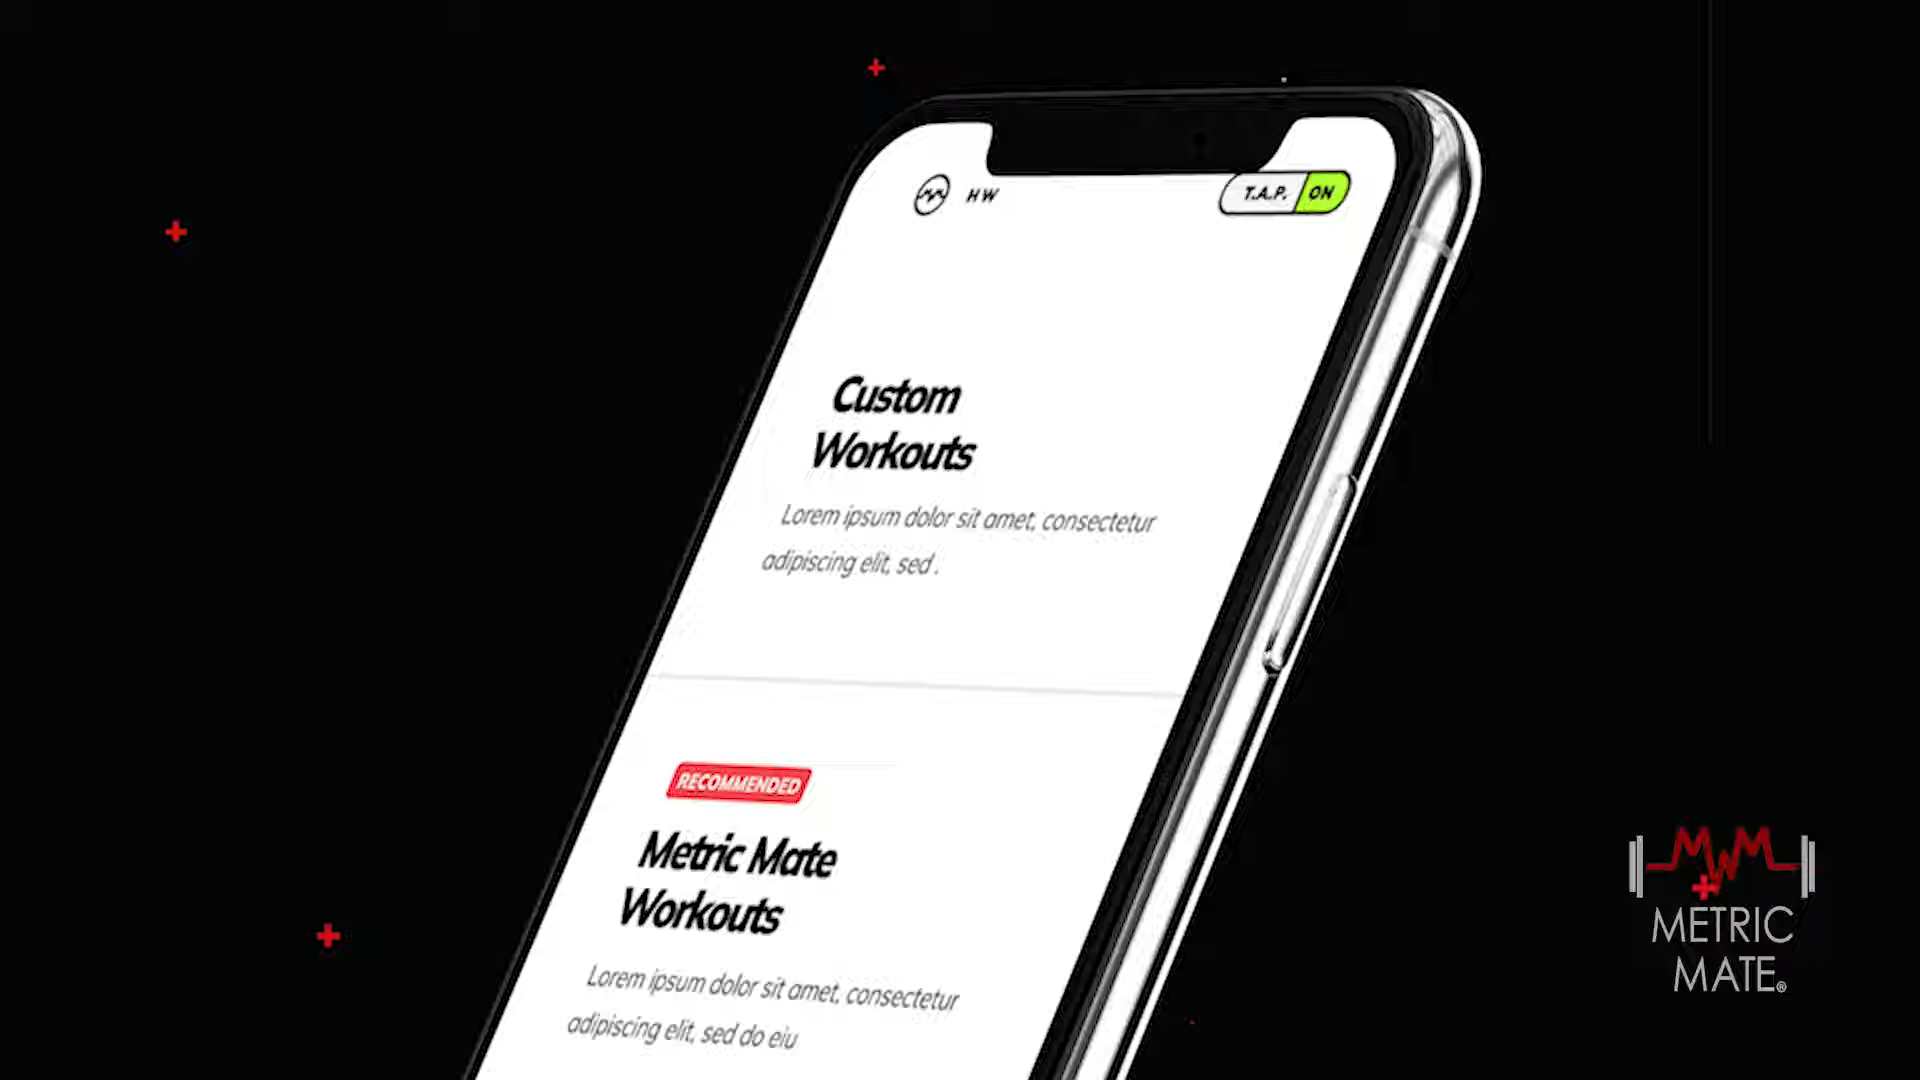 HW
T.A.P. ON
Custom
Workouts
Lorem ipsum dolor sit amet, consectetur
adipiscing elit, sed .
RECOMMENDED
Metric Mate
Workouts
Lorem ipsum dolor sit amet, consectetur
adipiscing elit, sed do eiu
METRIC
MATE®